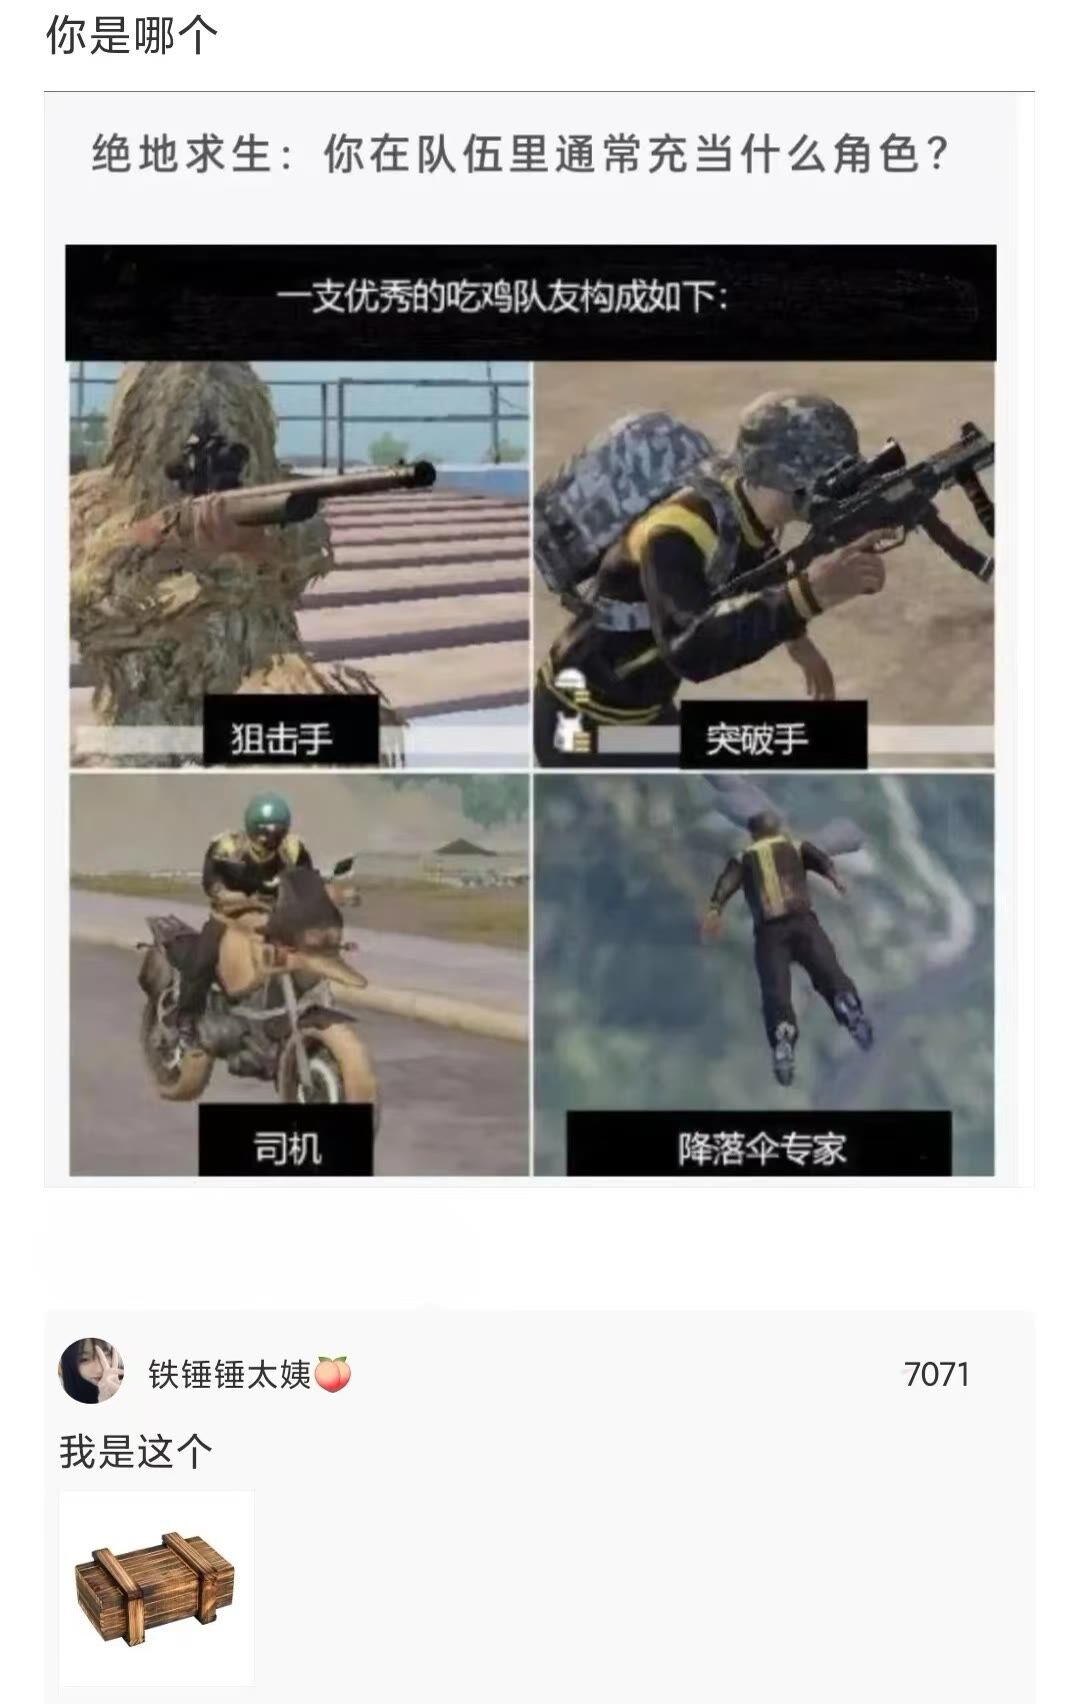 你是哪个
绝地求生：你在队伍里通常充当什么角色？
一支优秀的吃鸡队友构成如下：
狙击手
突破手
司机
降落伞专家
铁锤锤太姨🍑
7071
我是这个